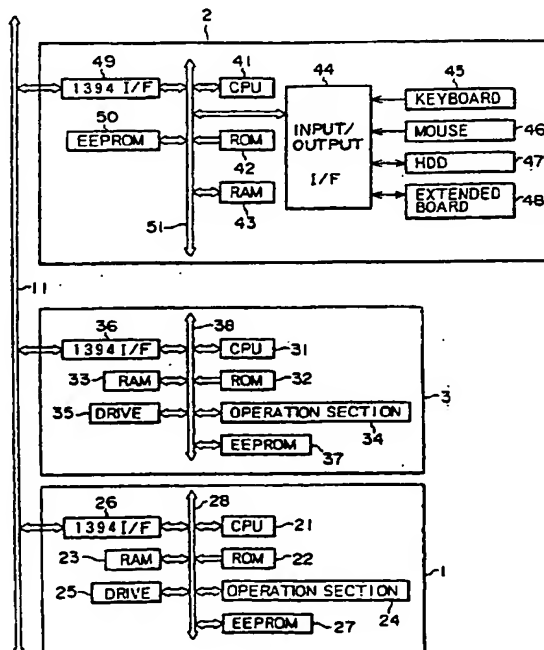 2
49
41
44
45
1394 I/F
CPU
KEYBOARD
50
INPUT/
OUTPUT
I/F
MOUSE
46
EEPROM
ROM
42
HDD
47
RAM
43
EXTENDED
BOARD
48
51
11
36
38
1394 I/F
CPU
31
33
RAM
ROM
32
35
DRIVE
OPERATION SECTION
34
3
EEPROM
37
26
28
1394 I/F
CPU
21
23
RAM
ROM
22
25
DRIVE
OPERATION SECTION
24
1
EEPROM
27